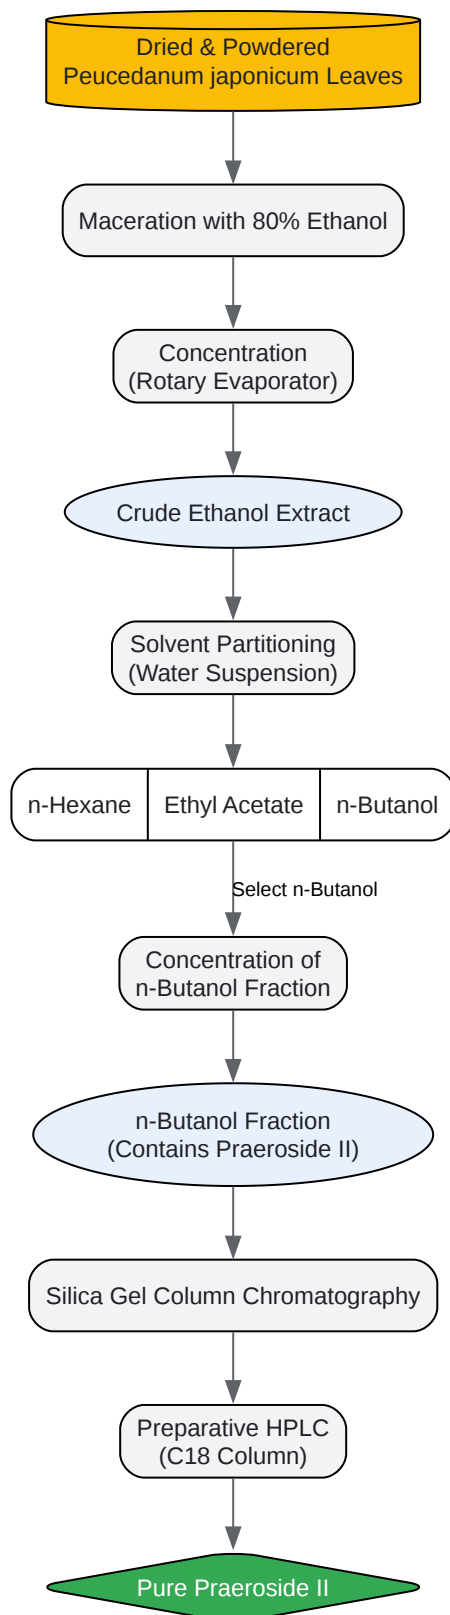 Dried & Powdered
Peucedanum japonicum Leaves
Maceration with 80% Ethanol
Concentration
(Rotary Evaporator)
Crude Ethanol Extract
Solvent Partitioning
(Water Suspension)
n-Hexane Ethyl Acetate n-Butanol
Select n-Butanol
Concentration of
n-Butanol Fraction
n-Butanol Fraction
(Contains Praeroside II)
Silica Gel Column Chromatography
Preparative HPLC
(C18 Column)
Pure Praeroside II